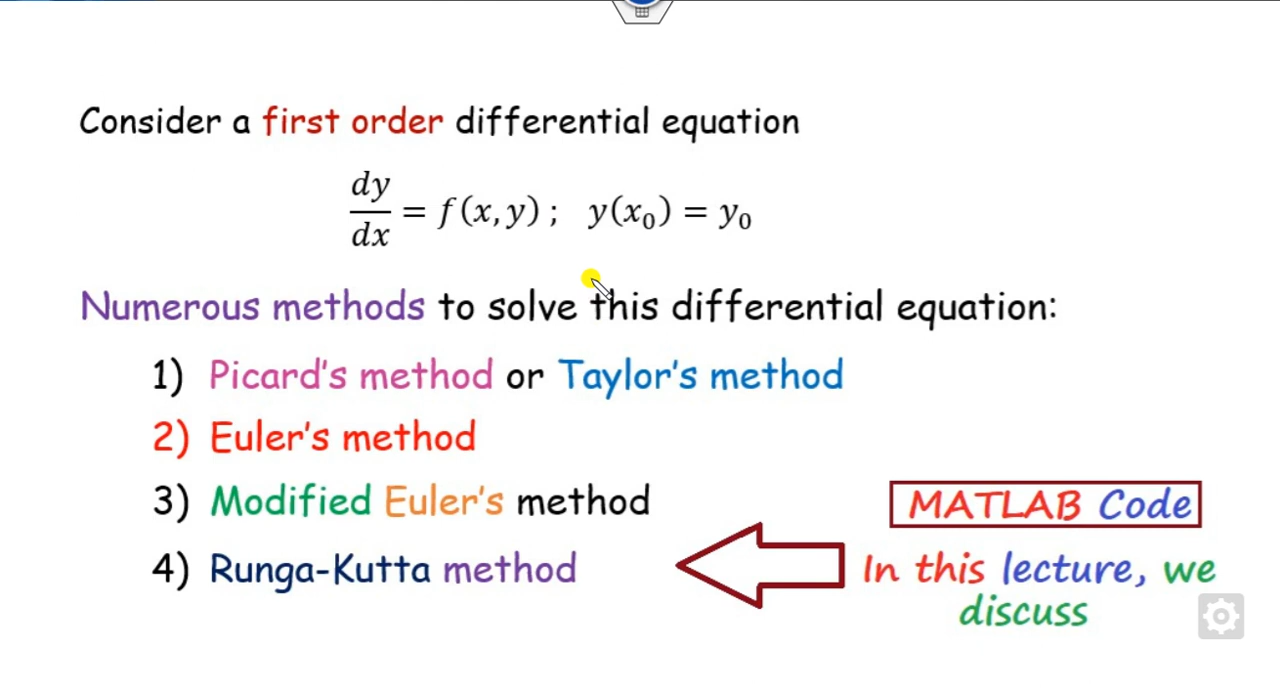 Consider a first order differential equation
dy/dx = f(x, y) ; y(x₀) = y₀
Numerous methods to solve this differential equation:
1) Picard's method or Taylor's method
2) Euler's method
3) Modified Euler's method
MATLAB Code
4) Runga-Kutta method
In this lecture, we
discuss